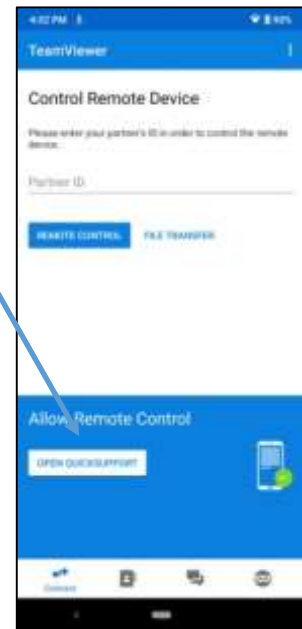 4:02 PM
TeamViewer
Control Remote Device
Please enter your partner's ID in order to control the remote
device.
Partner ID
REMOTE CONTROL FILE TRANSFER
Allow Remote Control
OPEN QUICKSUPPORT
Connect